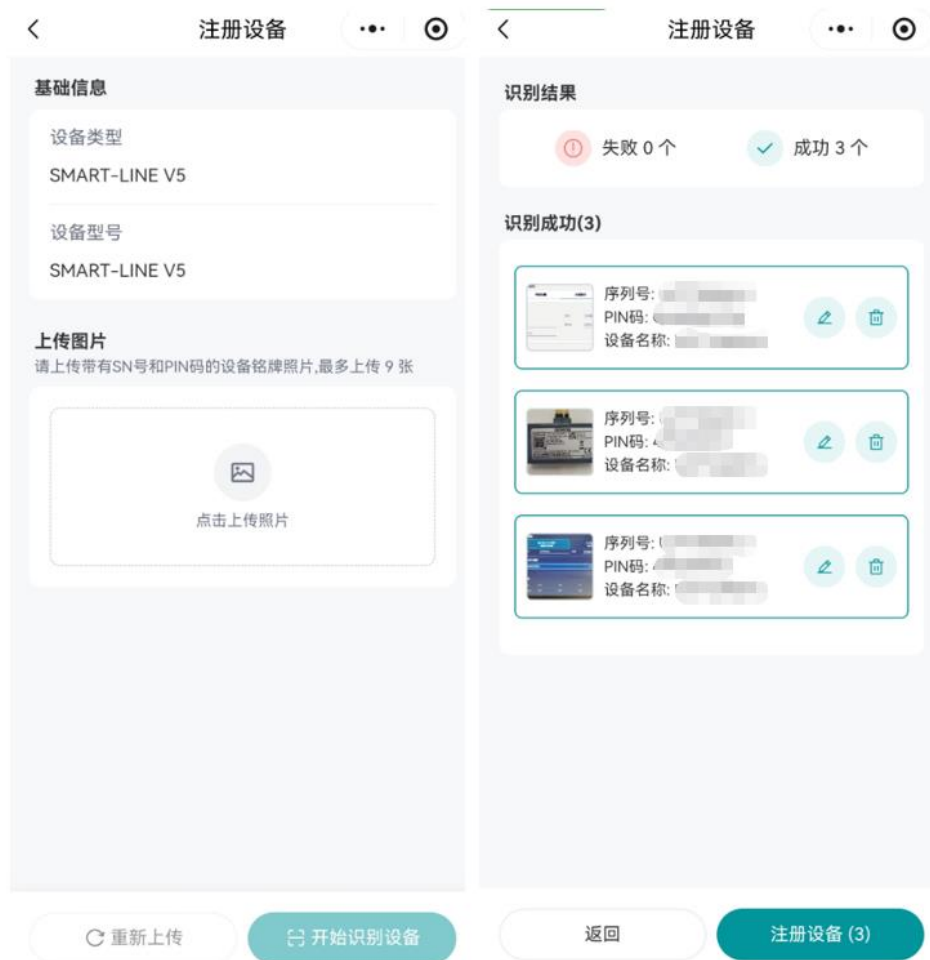 注册设备
基础信息
设备类型
SMART-LINE V5
设备型号
SMART-LINE V5
上传图片
请上传带有SN号和PIN码的设备铭牌照片,最多上传 9 张
点击上传照片
重新上传
开始识别设备
注册设备
识别结果
失败 0 个
成功 3 个
识别成功(3)
序列号:
PIN码:
设备名称:
序列号:
PIN码:
设备名称:
序列号:
PIN码:
设备名称:
返回
注册设备 (3)